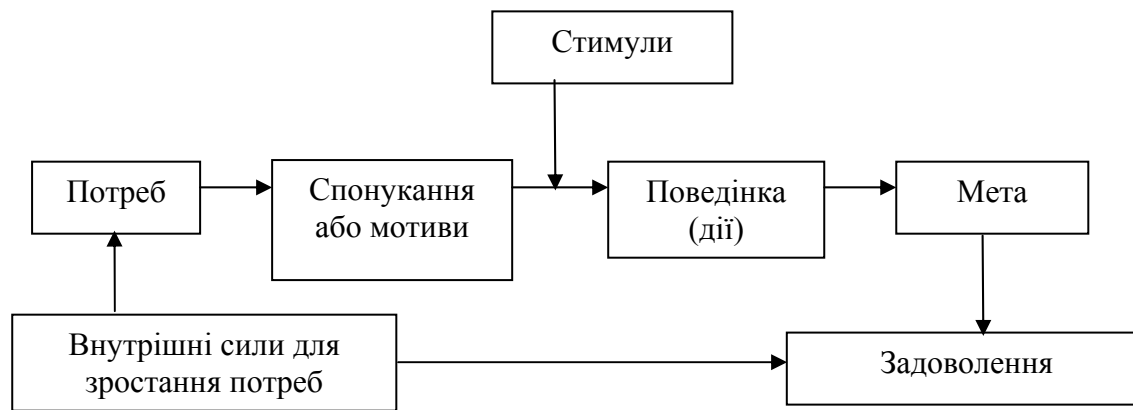 Стимули
Потреб
Спонукання
або мотиви
Поведінка
(дії)
Мета
Внутрішні сили для
зростання потреб
Задоволення